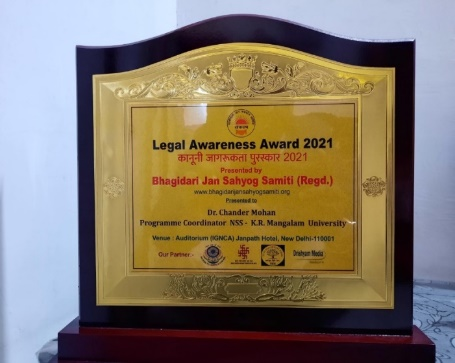 Legal Awareness Award 2021
कानूनी जागरूकता पुरस्कार 2021
Presented by
Bhagidari Jan Sahyog Samiti (Regd.)
www.bhagidarijansahyogsamiti.org
Presented to
Dr. Chander Mohan
Programme Coordinator NSS - K.R. Mangalam University
Venue : Auditorium (IGNCA) Janpath Hotel, New Delhi-110001
Our Partner:- Drishyam Media